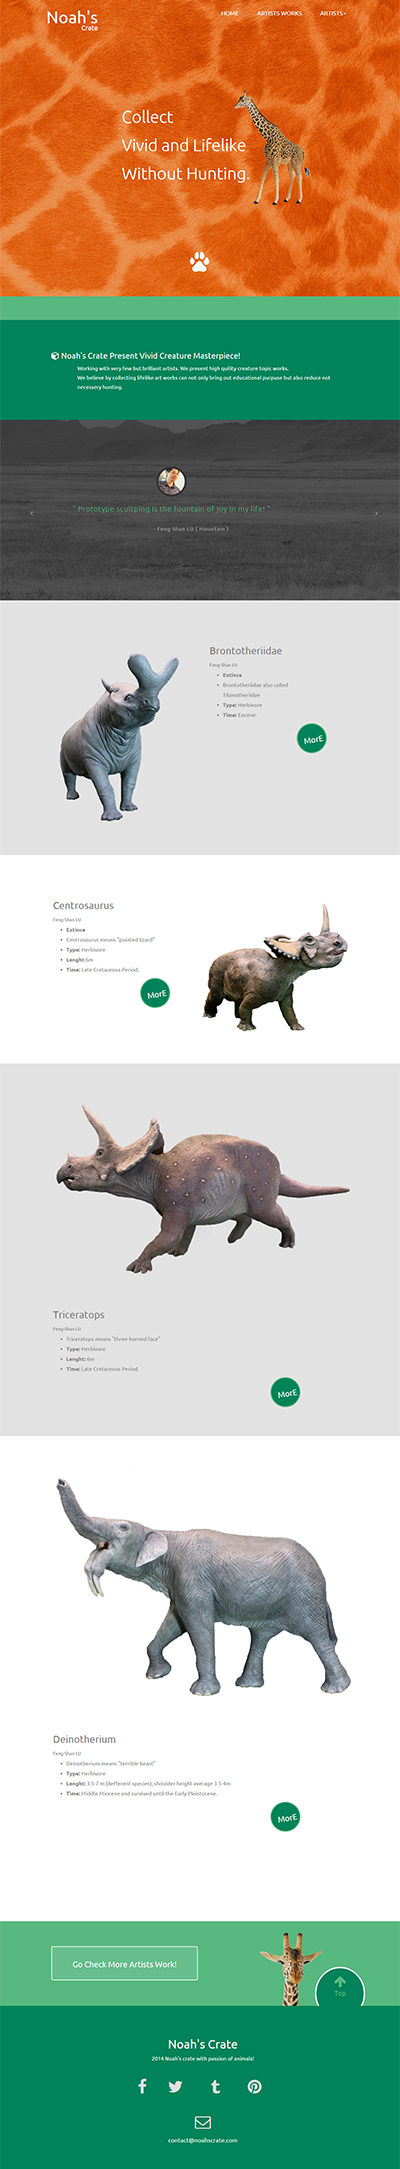 Noah's
Crate
HOME ARTISTS WORKS ARTISTS
Collect
Vivid and Lifelike
Without Hunting.
Noah's Crate Present Vivid Creature Masterpiece!
Working with very few but brilliant artists. We present high quility creature topic works.
We believe by collecting lifelike art works can not only bring out educational purpuse but also reduce not
necessery hunting.
" Prototype scultping is the fountain of joy in my life! "
- Feng Shan LU ( Mountain )
Brontotheriidae
Feng-Shan LU
• Extince
• Brontotheriidae also called
Titanotheriidae
• Type: Herbivore
• Time: Eocene.
MorE
Centrosaurus
Feng-Shan LU
• Extince
• Centrosaurus means "pointed lizard"
• Type: Herbivore
• Lenght 6m
• Time: Late Cretaceous Period.
MorE
Triceratops
Feng-Shan LU
• Triceratops means "three-horned face"
• Type: Herbivore
• Lenght: 6m
• Time: Late Cretaceous Period.
MorE
Deinotherium
Feng-Shan LU
• Deinotherium means "terrible beast"
• Type: Herbivore
• Lenght: 3.5-7 m (defferent species), shoulder height average 3.5-4m
• Time: Middle Miocene and survived until the Early Pleistocene.
MorE
Go Check More Artists Work!
Top
Noah's Crate
2014 Noah's crate with passion of animals!
contact@noahscrate.com